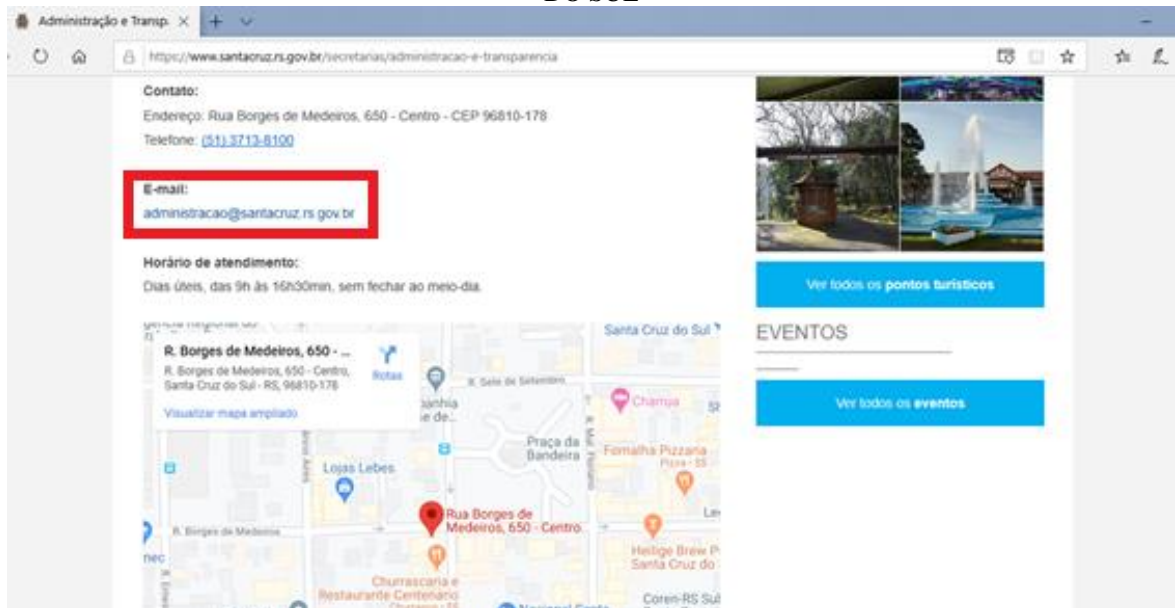 Administração e Transp.
https://www.santacruz.rs.gov.br/secretarias/administracao-e-transparencia
Contato:
Endereço: Rua Borges de Medeiros, 650 - Centro - CEP 96810-178
Telefone: (51) 3713-8100
E-mail:
administracao@santacruz.rs.gov.br
Horário de atendimento:
Dias úteis, das 9h às 16h30min, sem fechar ao meio-dia.
Ver todos os pontos turísticos
EVENTOS
Ver todos os eventos
R. Borges de Medeiros, 650 - ...
R. Borges de Medeiros, 650 - Centro,
Santa Cruz do Sul - RS, 96810-178
Rotas
Visualizar mapa ampliado
Santa Cruz do Sul
R. Sete de Setembro
Charrua
Praça da
Bandeira
Fornalha Pizzaria
Lojas Lebes
Rua Borges de
Medeiros, 650 - Centro
R. Borges de Medeiros
Heilige Brew P
Santa Cruz do
Churrascaria e
Restaurante Centenário
Coren-RS Sul